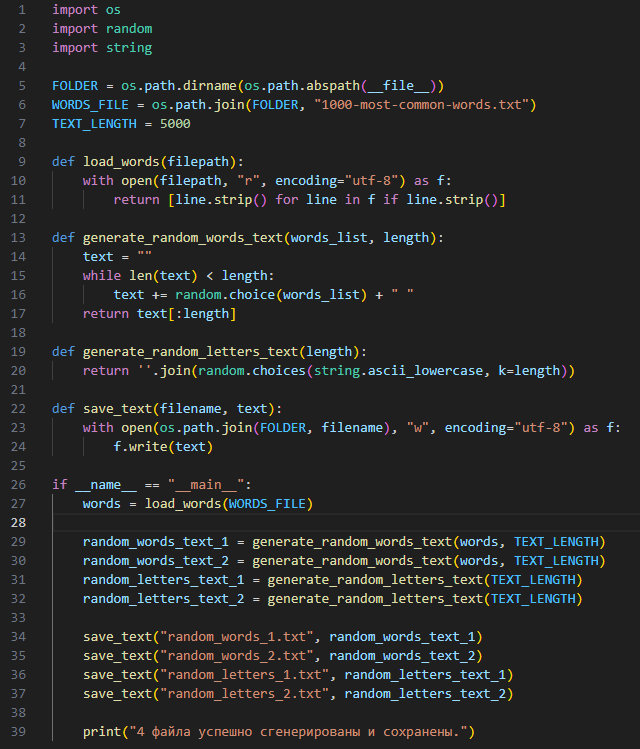 1 import os
2 import random
3 import string
4
5 FOLDER = os.path.dirname(os.path.abspath(__file__))
6 WORDS_FILE = os.path.join(FOLDER, "1000-most-common-words.txt")
7 TEXT_LENGTH = 5000
8
9 def load_words(filepath):
10     with open(filepath, "r", encoding="utf-8") as f:
11         return [line.strip() for line in f if line.strip()]
12
13 def generate_random_words_text(words_list, length):
14     text = ""
15     while len(text) < length:
16         text += random.choice(words_list) + " "
17     return text[:length]
18
19 def generate_random_letters_text(length):
20     return ''.join(random.choices(string.ascii_lowercase, k=length))
21
22 def save_text(filename, text):
23     with open(os.path.join(FOLDER, filename), "w", encoding="utf-8") as f:
24         f.write(text)
25
26 if __name__ == "__main__":
27     words = load_words(WORDS_FILE)
28
29     random_words_text_1 = generate_random_words_text(words, TEXT_LENGTH)
30     random_words_text_2 = generate_random_words_text(words, TEXT_LENGTH)
31     random_letters_text_1 = generate_random_letters_text(TEXT_LENGTH)
32     random_letters_text_2 = generate_random_letters_text(TEXT_LENGTH)
33
34     save_text("random_words_1.txt", random_words_text_1)
35     save_text("random_words_2.txt", random_words_text_2)
36     save_text("random_letters_1.txt", random_letters_text_1)
37     save_text("random_letters_2.txt", random_letters_text_2)
38
39     print("4 файла успешно сгенерированы и сохранены.")